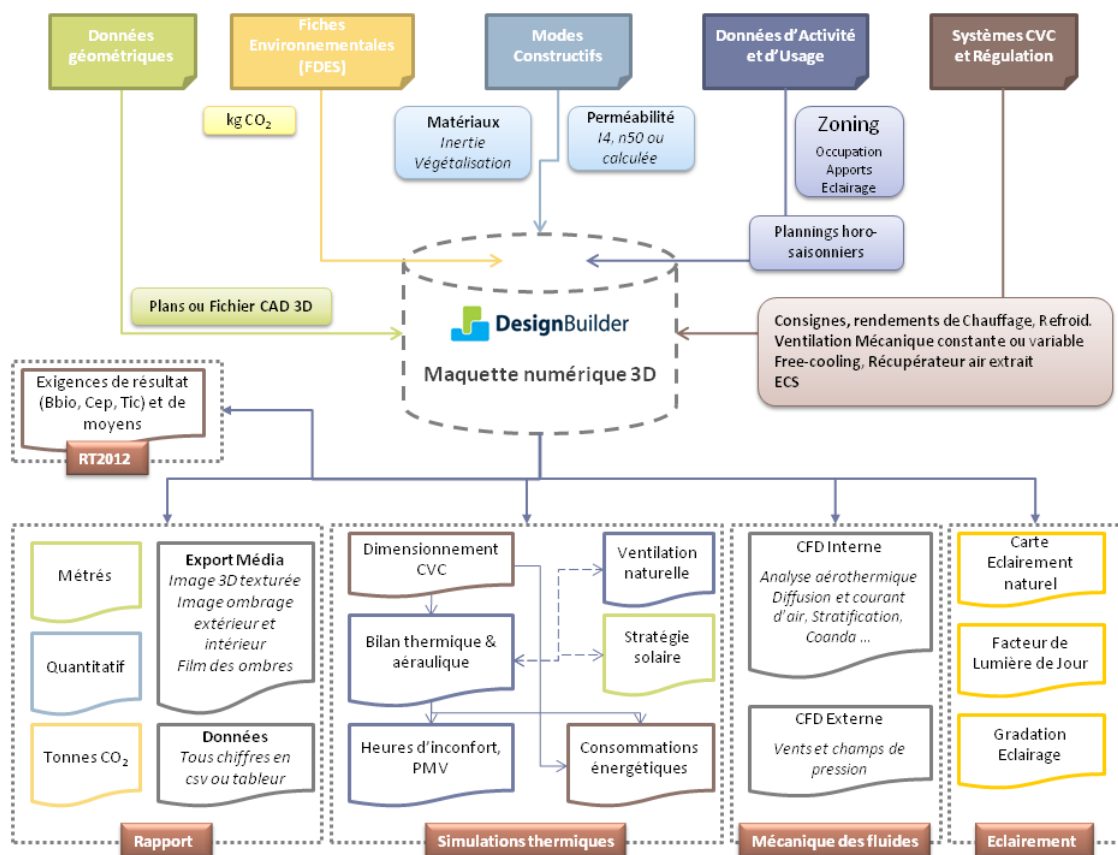 Données
géométriques
Fiches
Environnementales
(FDES)
Modes
Constructifs
Données d'Activité
et d'Usage
Systèmes CVC
et Régulation
kg CO₂
Matériaux
Inertie
Végétalisation
Perméabilité
I4, n50 ou
calculée
Zoning
Occupation
Apports
Eclairage
Plannings horo-
saisonniers
Plans ou Fichier CAD 3D
DesignBuilder
Maquette numérique 3D
Consignes, rendements de Chauffage, Refroid.
Ventilation Mécanique constante ou variable
Free-cooling, Récupérateur air extrait
ECS
Exigences de résultat
(Bbio, Cep, Tic) et de
moyens
RT2012
Métrés
Quantitatif
Tonnes CO₂
Export Média
Image 3D texturée
Image ombrage
extérieur et
intérieur
Film des ombres
Données
Tous chiffres en
csv ou tableur
Rapport
Dimensionnement
CVC
Bilan thermique &
aéraulique
Heures d'inconfort,
PMV
Ventilation
naturelle
Stratégie
solaire
Consommations
énergétiques
Simulations thermiques
CFD Interne
Analyse aérothermique
Diffusion et courant
d'air, Stratification,
Coanda ...
CFD Externe
Vents et champs de
pression
Mécanique des fluides
Carte
Eclairement
naturel
Facteur de
Lumière de Jour
Gradation
Eclairage
Eclairement